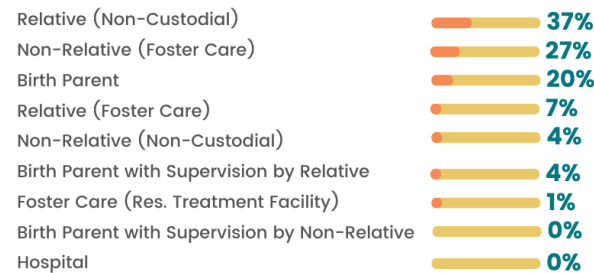 Relative (Non-Custodial) 37%
Non-Relative (Foster Care) 27%
Birth Parent 20%
Relative (Foster Care) 7%
Non-Relative (Non-Custodial) 4%
Birth Parent with Supervision by Relative 4%
Foster Care (Res. Treatment Facility) 1%
Birth Parent with Supervision by Non-Relative 0%
Hospital 0%